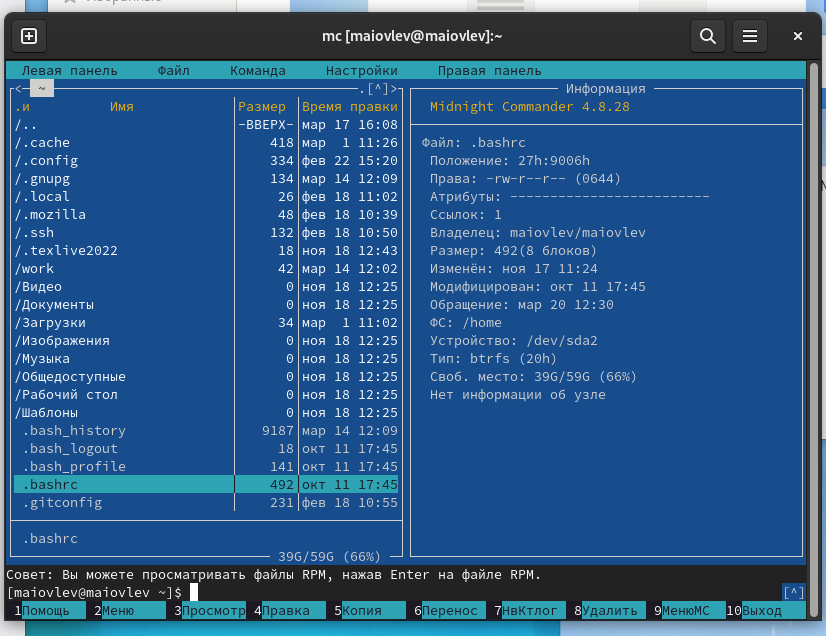 Избранные
mc [maiovlev@maiovlev]:~
Левая панель Файл Команда Настройки Правая панель
<─ ~ ─.[^]>
.и Имя Размер Время правки
/.. -ВВЕРХ- мар 17 16:08
/.cache 418 мар 1 11:26
/.config 334 фев 22 15:20
/.gnupg 134 мар 14 12:09
/.local 26 фев 18 11:02
/.mozilla 48 фев 18 10:39
/.ssh 132 фев 18 10:50
/.texlive2022 18 ноя 18 12:43
/work 42 мар 14 12:02
/Видео 0 ноя 18 12:25
/Документы 0 ноя 18 12:25
/Загрузки 34 мар 1 11:02
/Изображения 0 ноя 18 12:25
/Музыка 0 ноя 18 12:25
/Общедоступные 0 ноя 18 12:25
/Рабочий стол 0 ноя 18 12:25
/Шаблоны 0 ноя 18 12:25
.bash_history 9187 мар 14 12:09
.bash_logout 18 окт 11 17:45
.bash_profile 141 окт 11 17:45
.bashrc 492 окт 11 17:45
.gitconfig 231 фев 18 10:55
.bashrc
39G/59G (66%)
Информация
Midnight Commander 4.8.28
Файл: .bashrc
Положение: 27h:9006h
Права: -rw-r--r-- (0644)
Атрибуты: -------------------------
Ссылок: 1
Владелец: maiovlev/maiovlev
Размер: 492(8 блоков)
Изменён: ноя 17 11:24
Модифицирован: окт 11 17:45
Обращение: мар 20 12:30
ФС: /home
Устройство: /dev/sda2
Тип: btrfs (20h)
Своб. место: 39G/59G (66%)
Нет информации об узле
Совет: Вы можете просматривать файлы RPM, нажав Enter на файле RPM.
[maiovlev@maiovlev ~]$ [^]
1Помощь 2Меню 3Просмотр 4Правка 5Копия 6Перенос 7НвКтлог 8Удалить 9МенюMC 10Выход